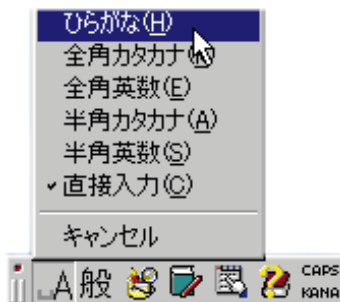 ひらがな(H)
全角カタカナ(K)
全角英数(E)
半角カタカナ(A)
半角英数(S)
直接入力(C)
キャンセル
_A 般 CAPS
KANA